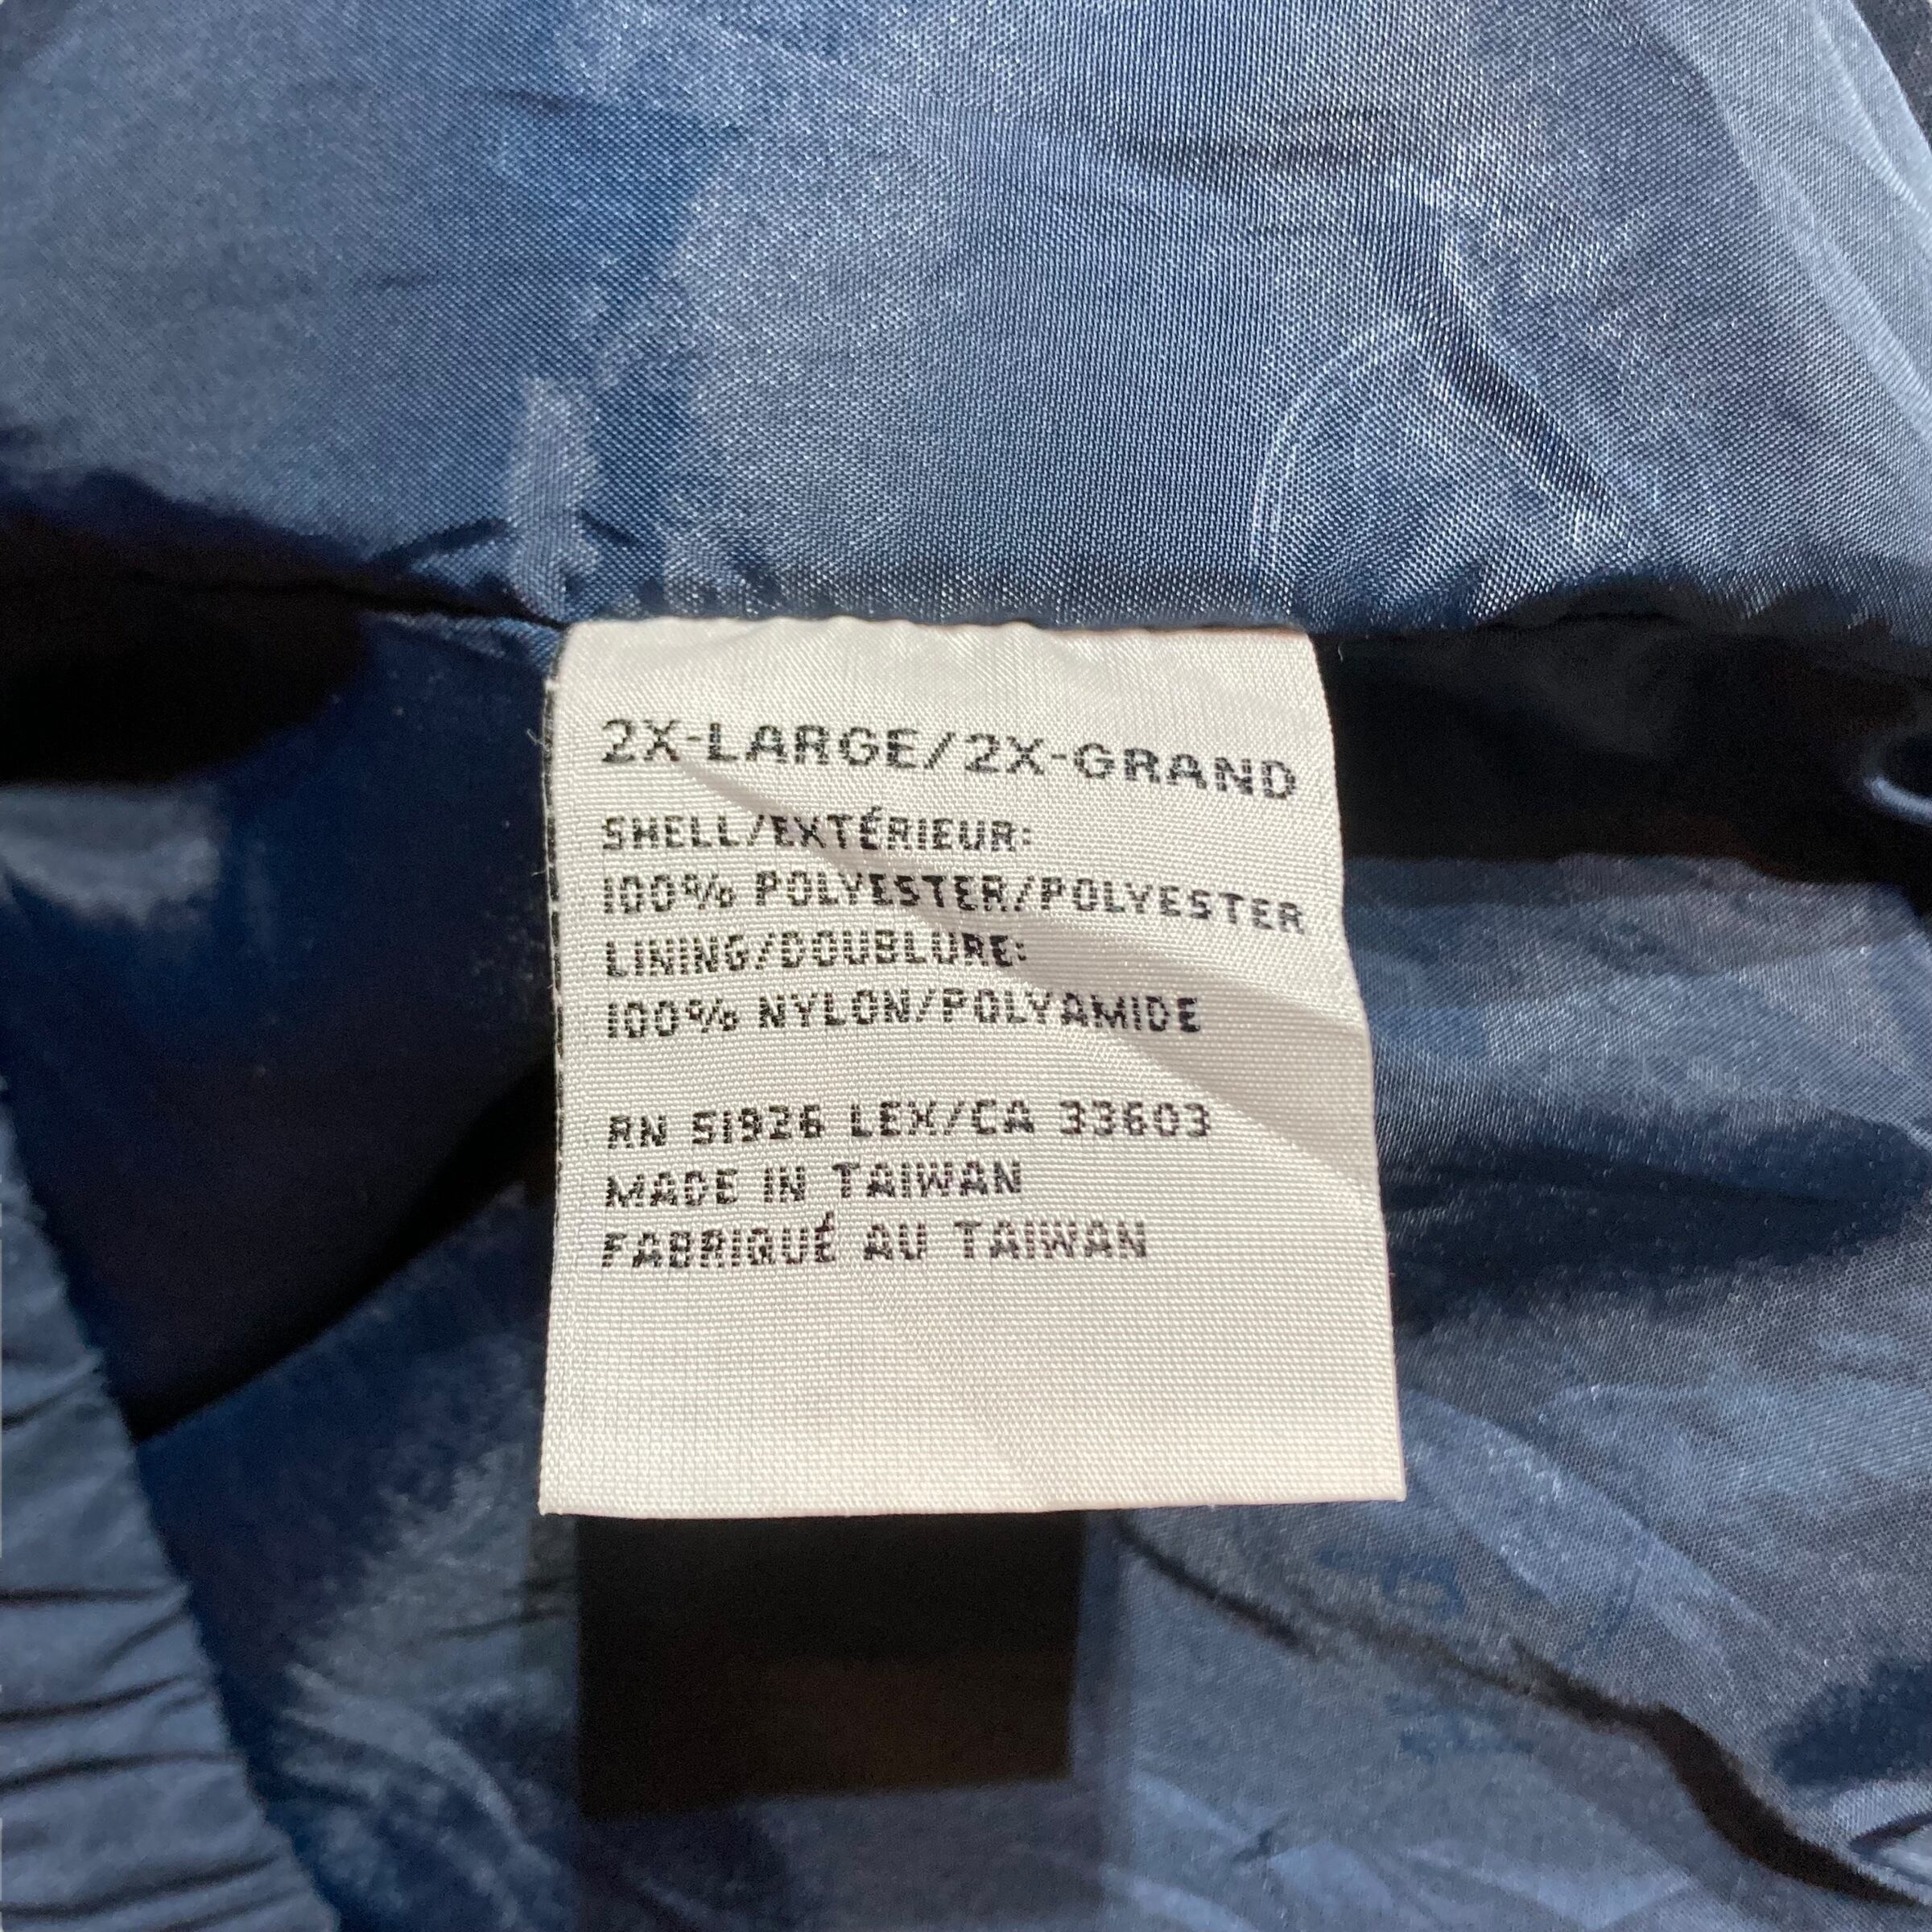 2X-LARGE/2X-GRAND
SHELL/EXTÉRIEUR:
100% POLYESTER/POLYESTER
LINING/DOUBLURE:
100% NYLON/POLYAMIDE
RN 51926 LEX/CA 33603
MADE IN TAIWAN
FABRIQUÉ AU TAIWAN